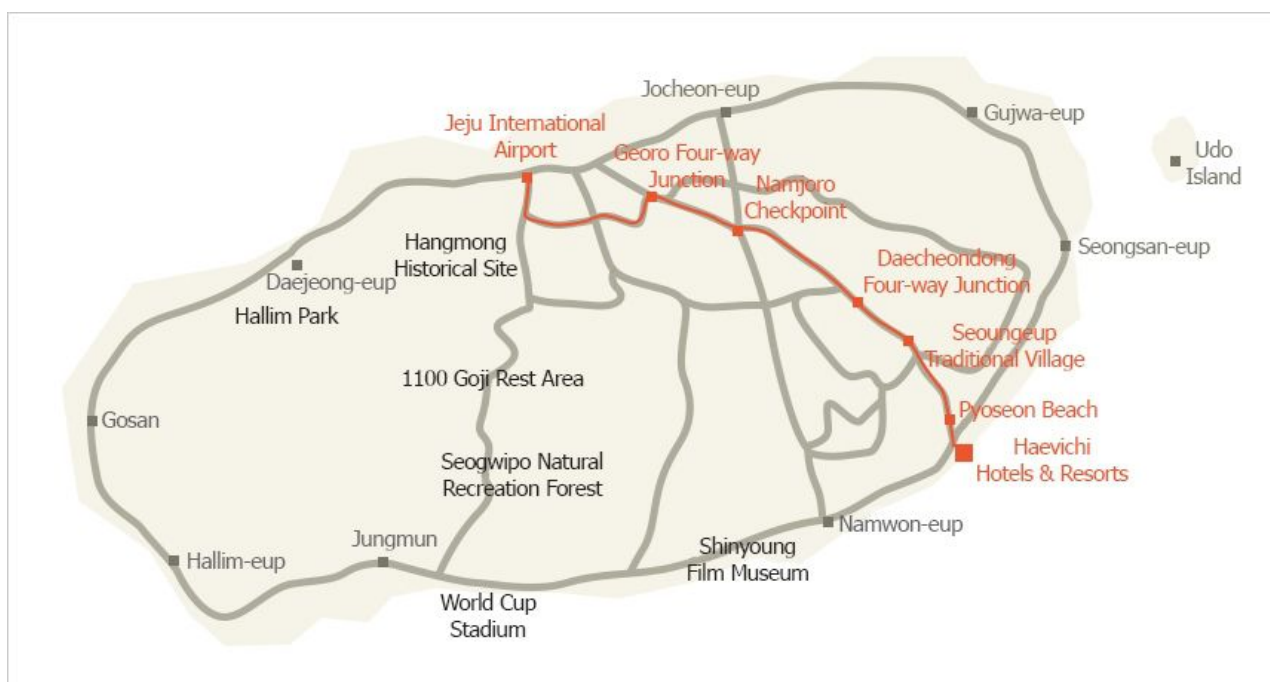 Jocheon-eup
Gujwa-eup
Jeju International
Airport
Georo Four-way
Junction
Udo
Island
Namjoro
Checkpoint
Hangmong
Historical Site
Seongsan-eup
Daecheondong
Four-way Junction
Daejeong-eup
Hallim Park
Seoungeup
Traditional Village
1100 Goji Rest Area
Pyoseon Beach
Gosan
Haevichi
Hotels & Resorts
Seogwipo Natural
Recreation Forest
Namwon-eup
Jungmun
Shinyoung
Film Museum
Hallim-eup
World Cup
Stadium